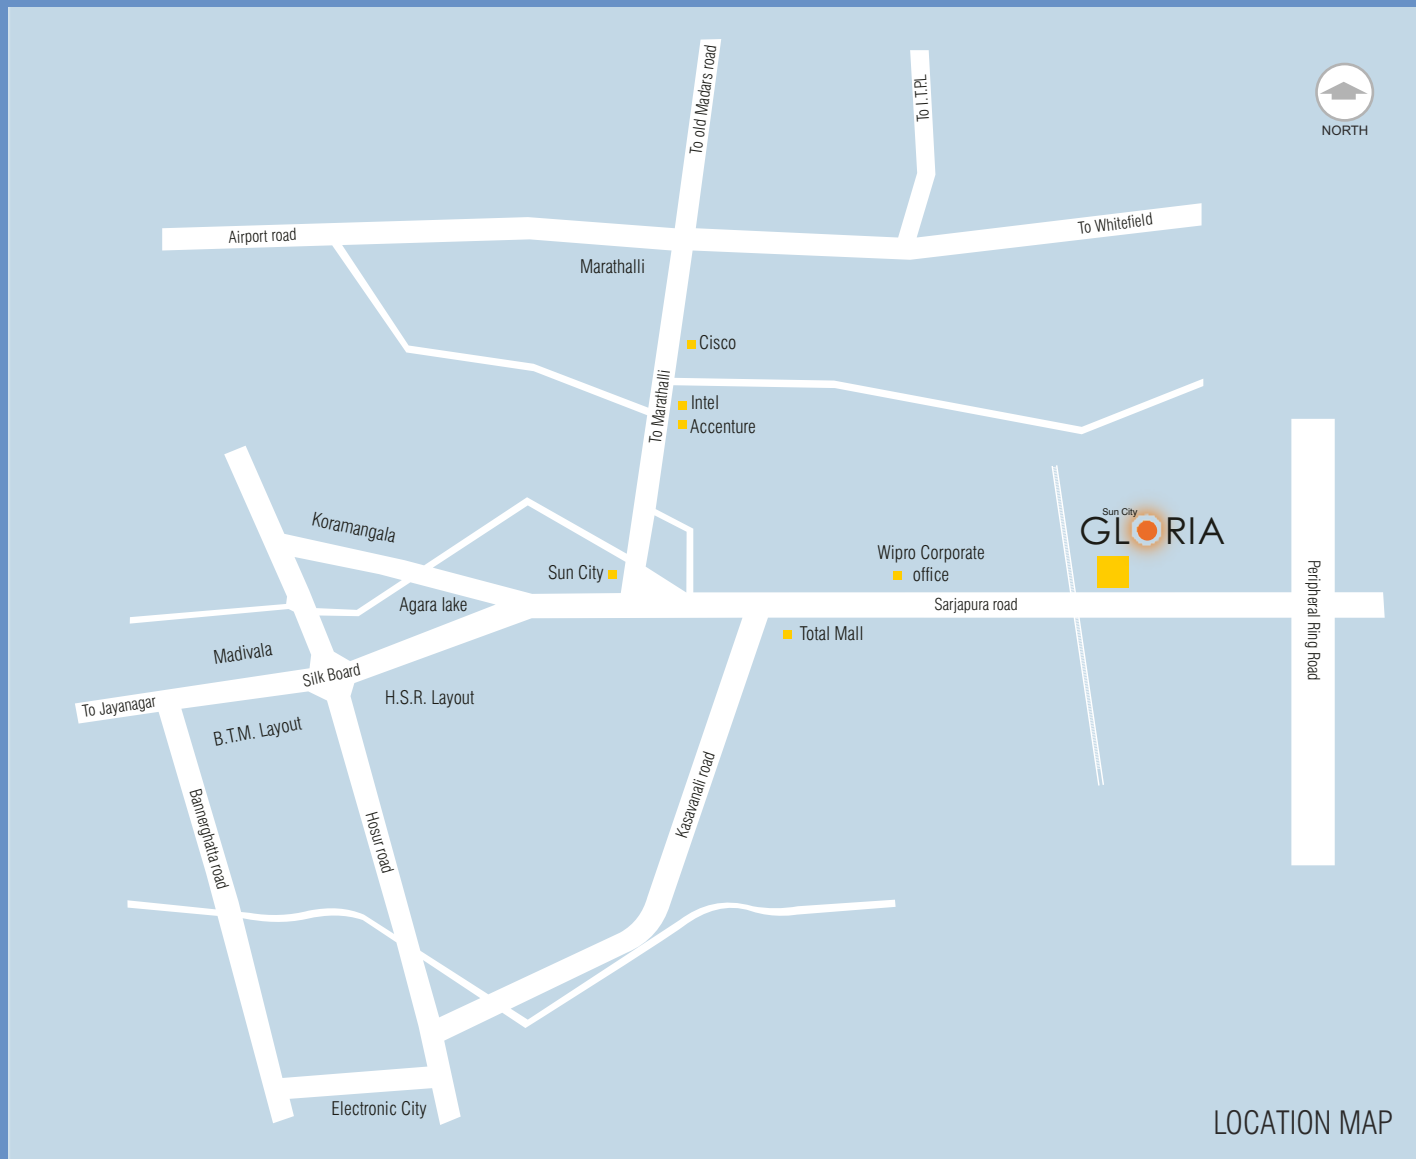 To old Madars road
To I.T.P.L
NORTH
Airport road
To Whitefield
Marathalli
Cisco
To Marathalli
Intel
Accenture
Koramangala
Sun City
GLORIA
Wipro Corporate
office
Sun City
Agara lake
Sarjapura road
Peripheral Ring Road
Total Mall
Madivala
Silk Board
H.S.R. Layout
To Jayanagar
B.T.M. Layout
Bannerghatta road
Hosur road
Kasavanali road
Electronic City
LOCATION MAP